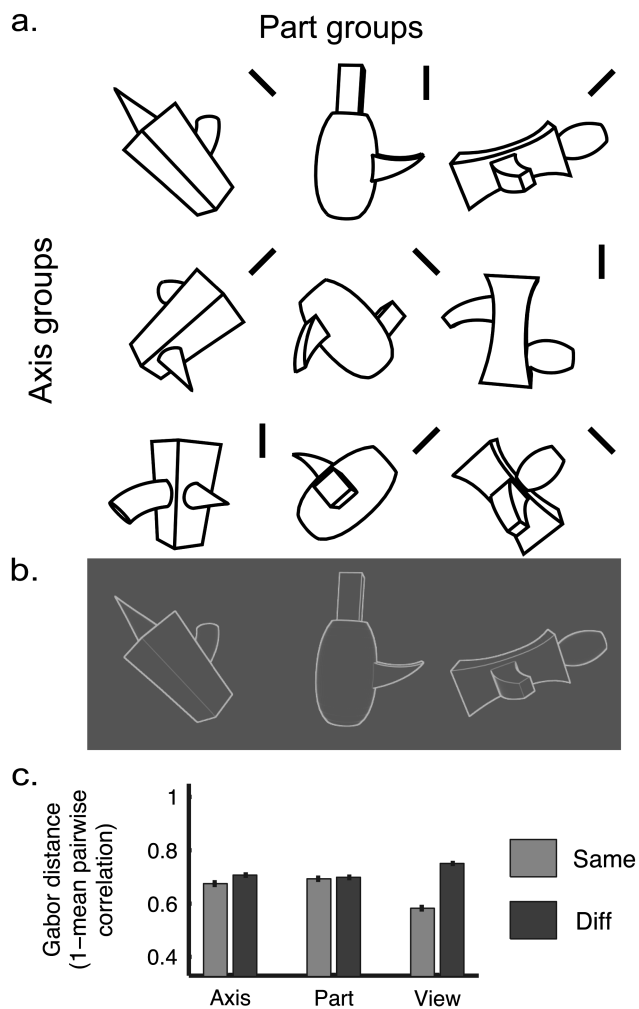 a.
Part groups
Axis groups
b.
c.
Gabor distance
(1–mean pairwise
correlation)
1
0.8
0.6
0.4
Axis
Part
View
Same
Diff